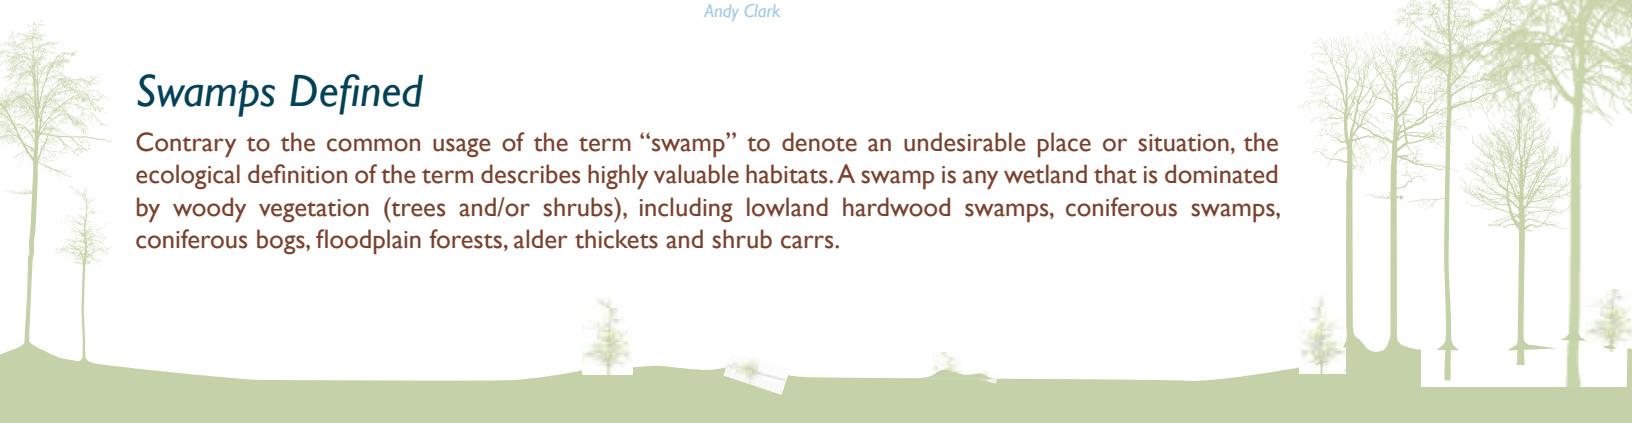 Andy Clark
Swamps Defined
Contrary to the common usage of the term “swamp” to denote an undesirable place or situation, the
ecological definition of the term describes highly valuable habitats. A swamp is any wetland that is dominated
by woody vegetation (trees and/or shrubs), including lowland hardwood swamps, coniferous swamps,
coniferous bogs, floodplain forests, alder thickets and shrub carrs.